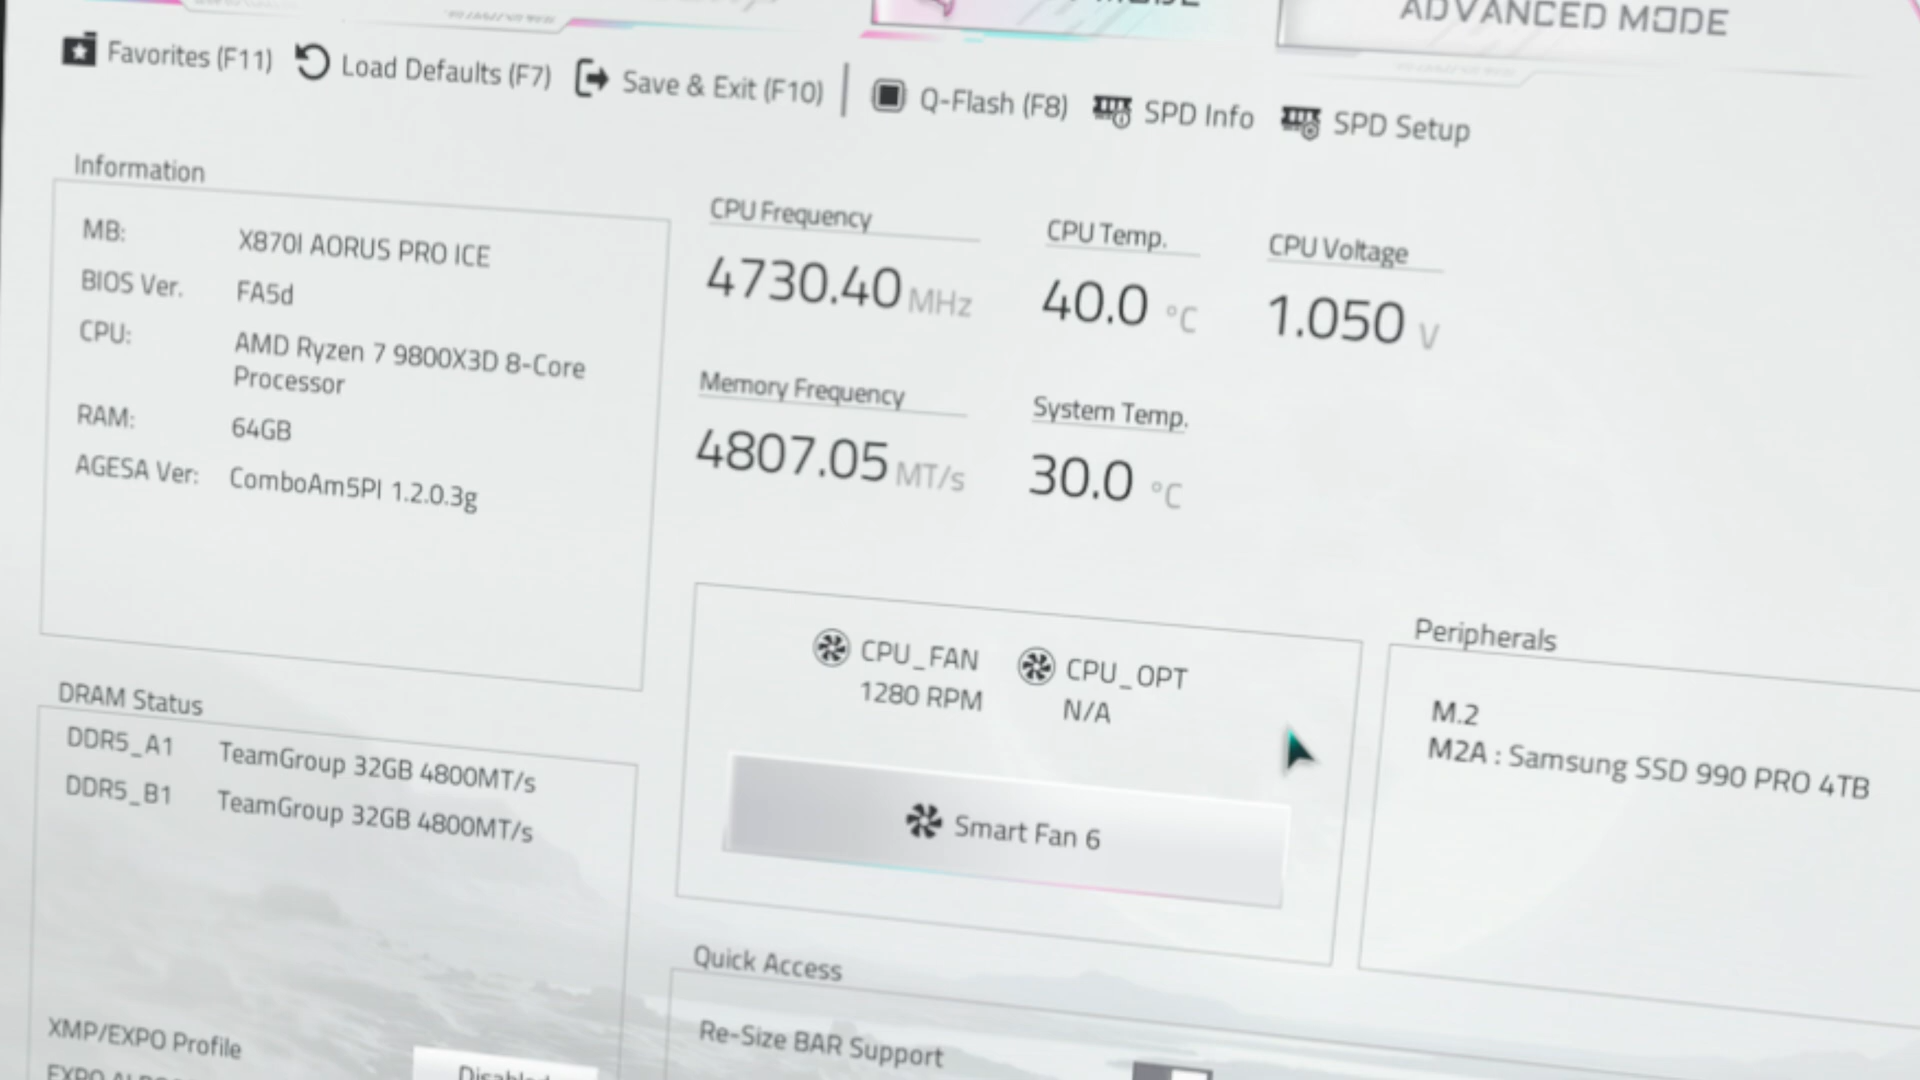 ADVANCED MODE
Favorites (F11) Load Defaults (F7) Save & Exit (F10) Q-Flash (F8) SPD Info SPD Setup
Information
MB: X870I AORUS PRO ICE
BIOS Ver. FA5d
CPU: AMD Ryzen 7 9800X3D 8-Core
Processor
RAM: 64GB
AGESA Ver: ComboAm5PI 1.2.0.3g
CPU Frequency
4730.40 MHz
CPU Temp.
40.0 °C
CPU Voltage
1.050 V
Memory Frequency
4807.05 MT/s
System Temp.
30.0 °C
CPU_FAN
1280 RPM
CPU_OPT
N/A
Smart Fan 6
Peripherals
M.2
M2A : Samsung SSD 990 PRO 4TB
DRAM Status
DDR5_A1 TeamGroup 32GB 4800MT/s
DDR5_B1 TeamGroup 32GB 4800MT/s
XMP/EXPO Profile
Disabled
Quick Access
Re-Size BAR Support